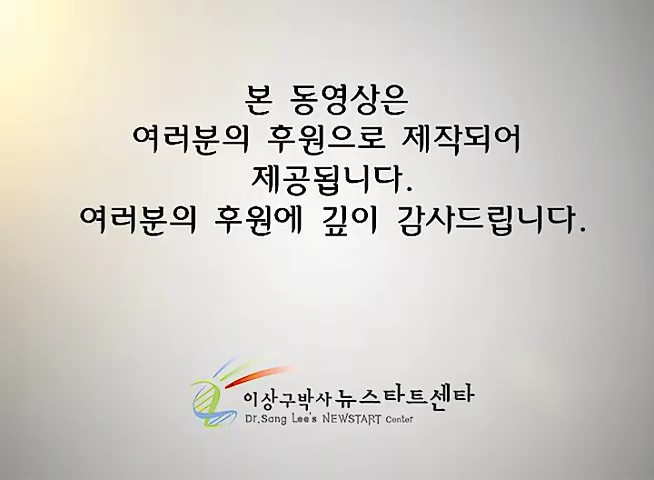 본 동영상은
여러분의 후원으로 제작되어
제공됩니다.
여러분의 후원에 깊이 감사드립니다.
이상구박사 뉴스타트센타
Dr.Sang Lee's NEWSTART Center